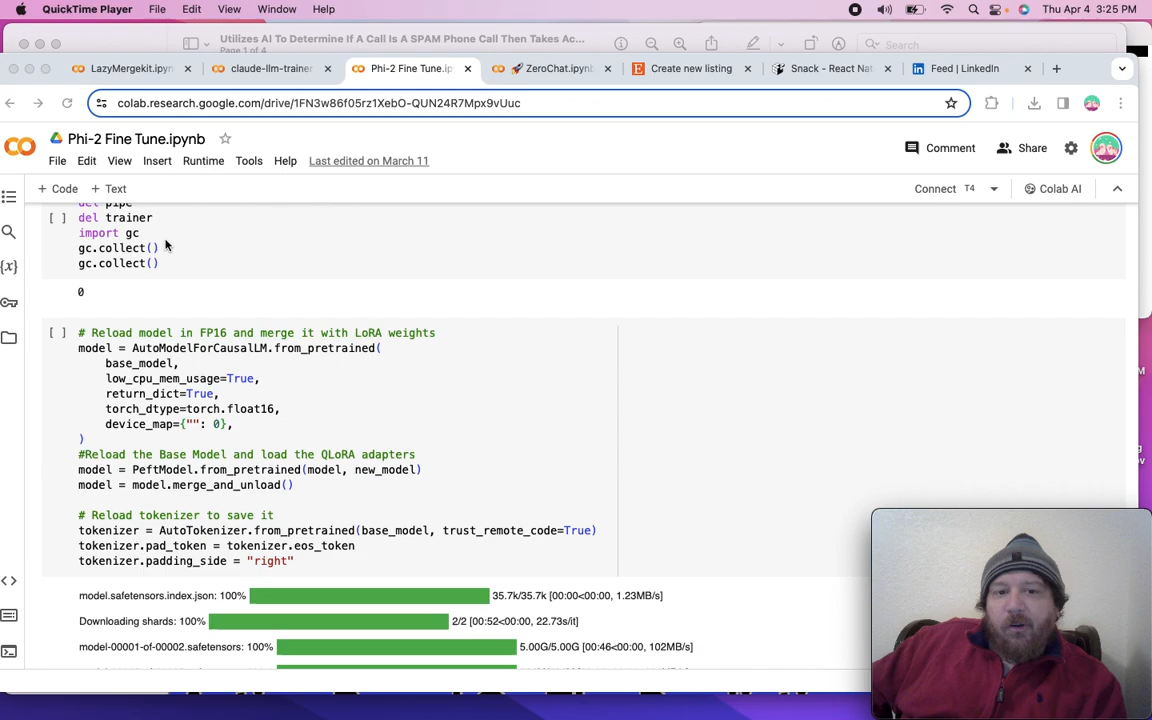 QuickTime Player File Edit View Window Help Thu Apr 4 3:25 PM
Utilizes AI To Determine If A Call Is A SPAM Phone Call Then Takes Ac...
Page 1 of 4
Search
LazyMergekit.ipyn
claude-llm-trainer
Phi-2 Fine Tune.ip
🚀 ZeroChat.ipynb
Create new listing
Snack - React Nat
Feed | LinkedIn
colab.research.google.com/drive/1FN3w86f05rz1XebO-QUN24R7Mpx9vUuc
Phi-2 Fine Tune.ipynb
Comment Share
File Edit View Insert Runtime Tools Help Last edited on March 11
+ Code + Text Connect T4 Colab AI
del pipe
[ ] del trainer
import gc
gc.collect()
gc.collect()
0
[ ] # Reload model in FP16 and merge it with LoRA weights
model = AutoModelForCausalLM.from_pretrained(
base_model,
low_cpu_mem_usage=True,
return_dict=True,
torch_dtype=torch.float16,
device_map={"": 0},
)
#Reload the Base Model and load the QLoRA adapters
model = PeftModel.from_pretrained(model, new_model)
model = model.merge_and_unload()
# Reload tokenizer to save it
tokenizer = AutoTokenizer.from_pretrained(base_model, trust_remote_code=True)
tokenizer.pad_token = tokenizer.eos_token
tokenizer.padding_side = "right"
model.safetensors.index.json: 100% 35.7k/35.7k [00:00<00:00, 1.23MB/s]
Downloading shards: 100% 2/2 [00:52<00:00, 22.73s/it]
model-00001-of-00002.safetensors: 100% 5.00G/5.00G [00:46<00:00, 102MB/s]